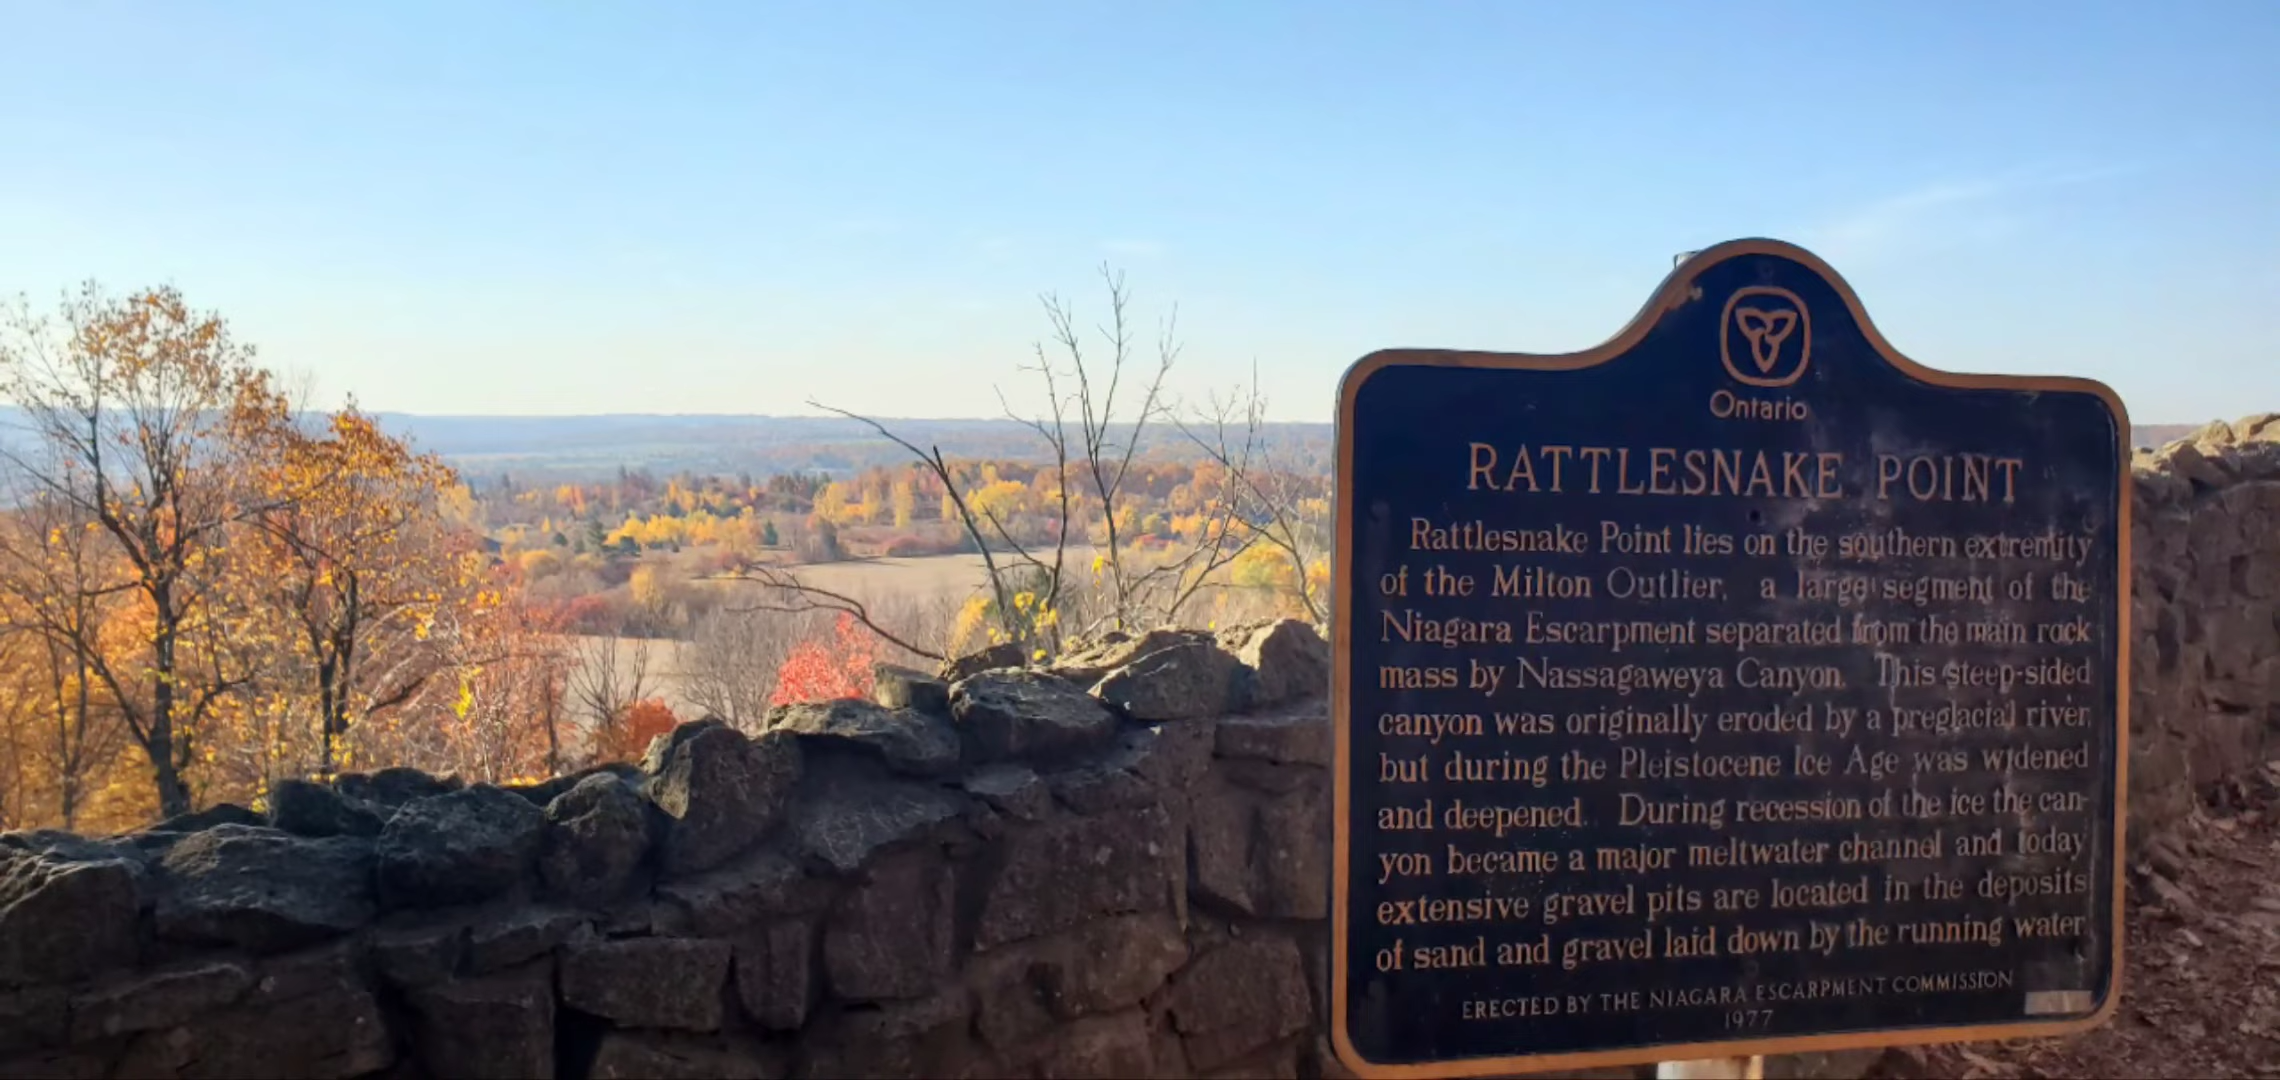 Ontario
RATTLESNAKE POINT
Rattlesnake Point lies on the southern extremity
of the Milton Outlier, a large segment of the
Niagara Escarpment separated from the main rock
mass by Nassagaweya Canyon. This steep-sided
canyon was originally eroded by a preglacial river,
but during the Pleistocene Ice Age was widened
and deepened. During recession of the ice the can-
yon became a major meltwater channel and today
extensive gravel pits are located in the deposits
of sand and gravel laid down by the running water.
ERECTED BY THE NIAGARA ESCARPMENT COMMISSION
1977